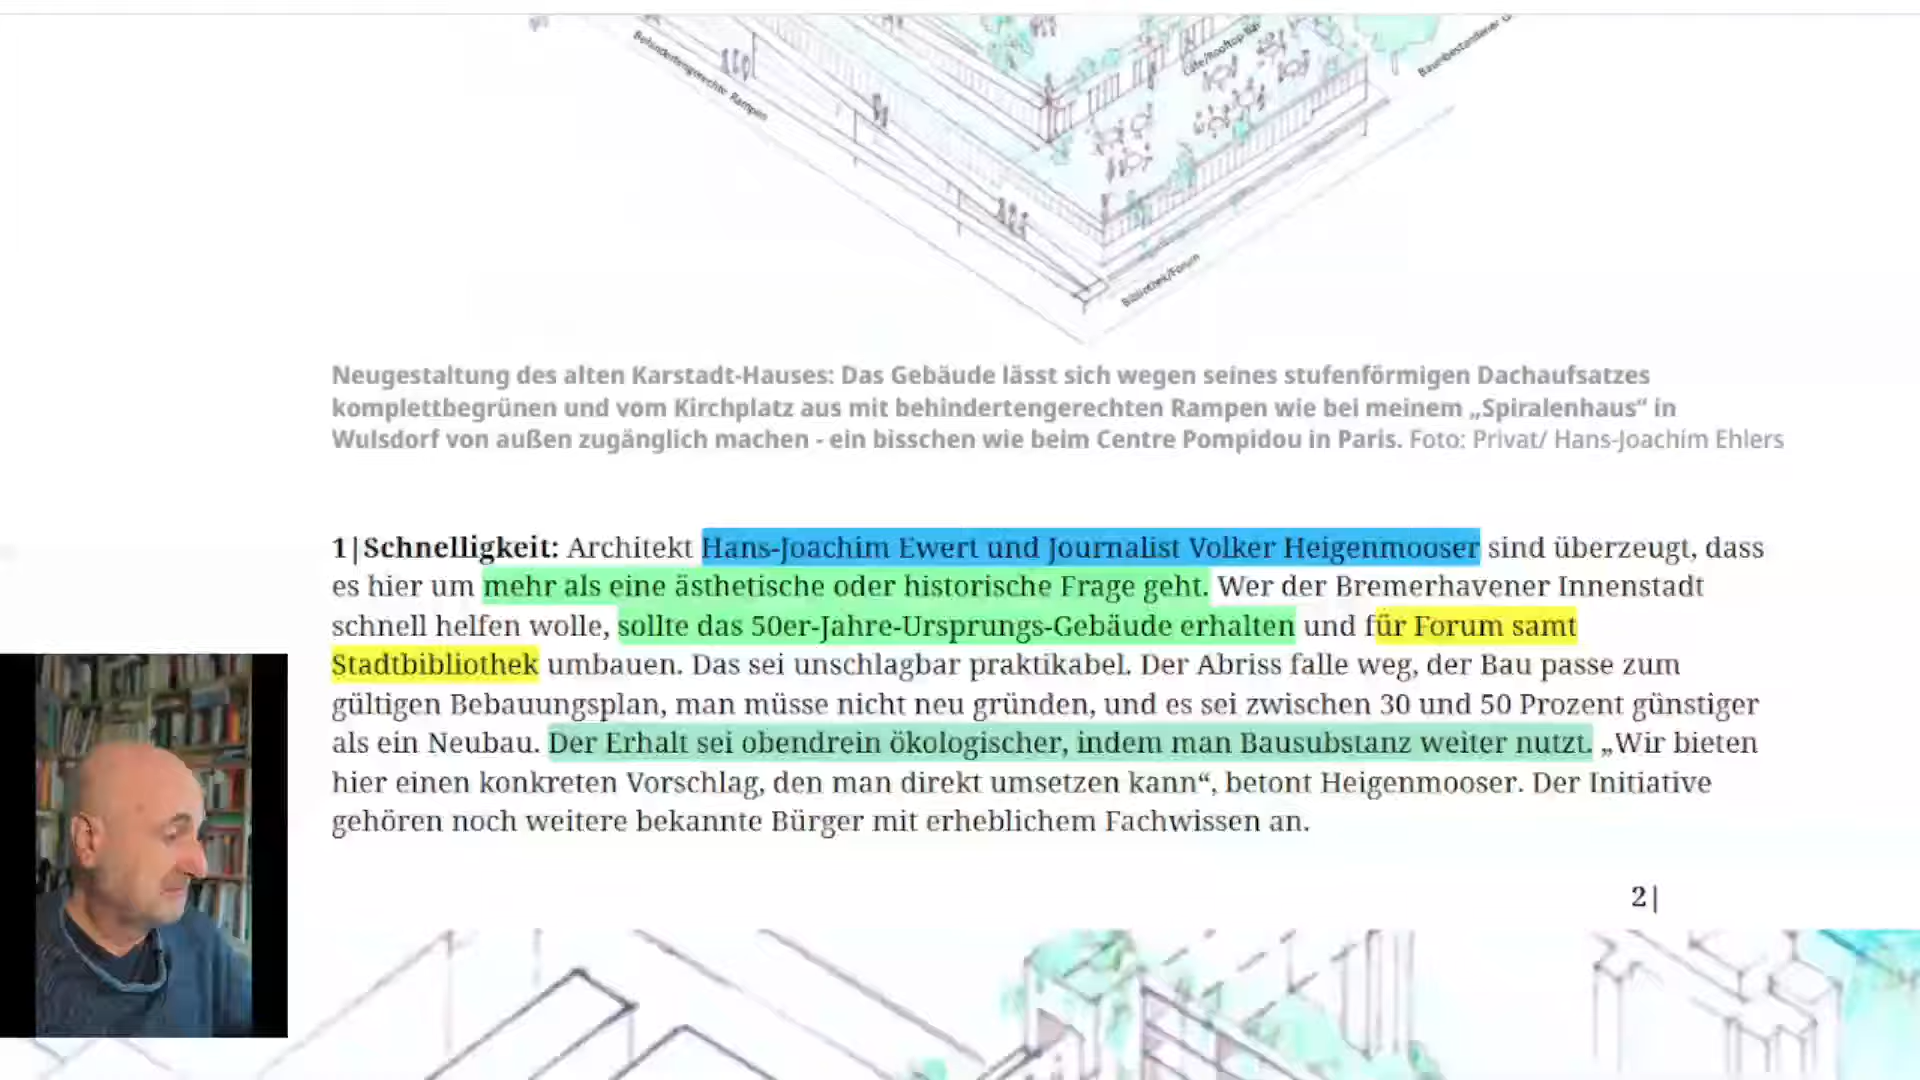 Behindertengerechte Rampen
Café/Rooftop Bar
Bibliothek/Forum
Neugestaltung des alten Karstadt-Hauses: Das Gebäude lässt sich wegen seines stufenförmigen Dachaufsatzes
komplettbegrünen und vom Kirchplatz aus mit behindertengerechten Rampen wie bei meinem „Spiralenhaus“ in
Wulsdorf von außen zugänglich machen - ein bisschen wie beim Centre Pompidou in Paris. Foto: Privat/ Hans-Joachim Ehlers
1|Schnelligkeit: Architekt Hans-Joachim Ewert und Journalist Volker Heigenmooser sind überzeugt, dass
es hier um mehr als eine ästhetische oder historische Frage geht. Wer der Bremerhavener Innenstadt
schnell helfen wolle, sollte das 50er-Jahre-Ursprungs-Gebäude erhalten und für Forum samt
Stadtbibliothek umbauen. Das sei unschlagbar praktikabel. Der Abriss falle weg, der Bau passe zum
gültigen Bebauungsplan, man müsse nicht neu gründen, und es sei zwischen 30 und 50 Prozent günstiger
als ein Neubau. Der Erhalt sei obendrein ökologischer, indem man Bausubstanz weiter nutzt. „Wir bieten
hier einen konkreten Vorschlag, den man direkt umsetzen kann“, betont Heigenmooser. Der Initiative
gehören noch weitere bekannte Bürger mit erheblichem Fachwissen an.
2|